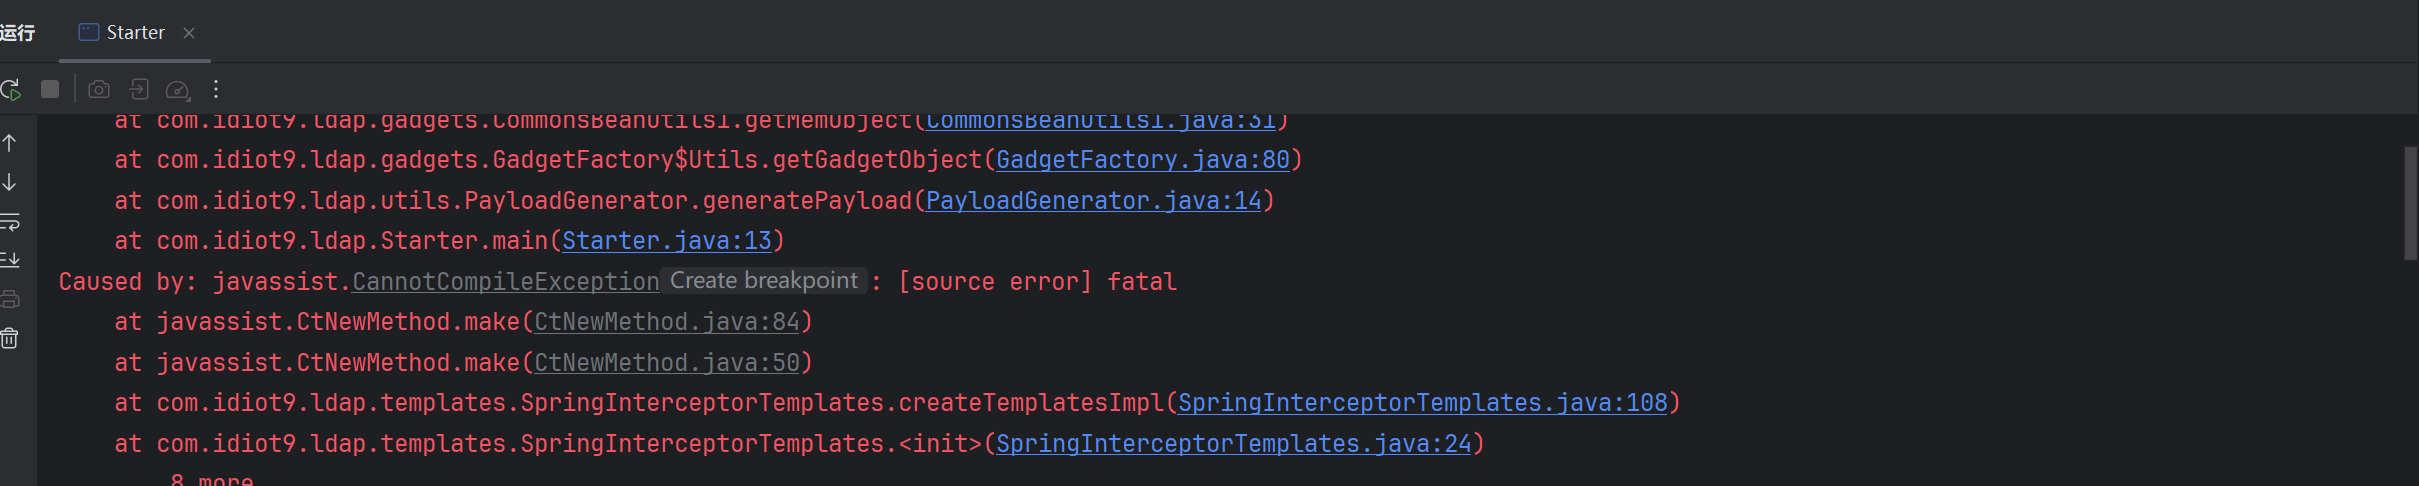 运行
Starter
at com.idiot9.ldap.gadgets.CommonsBeanUtils1.getMemObject(CommonsBeanUtils1.java:31)
at com.idiot9.ldap.gadgets.GadgetFactory$Utils.getGadgetObject(GadgetFactory.java:80)
at com.idiot9.ldap.utils.PayloadGenerator.generatePayload(PayloadGenerator.java:14)
at com.idiot9.ldap.Starter.main(Starter.java:13)
Caused by: javassist.CannotCompileException Create breakpoint : [source error] fatal
at javassist.CtNewMethod.make(CtNewMethod.java:84)
at javassist.CtNewMethod.make(CtNewMethod.java:50)
at com.idiot9.ldap.templates.SpringInterceptorTemplates.createTemplatesImpl(SpringInterceptorTemplates.java:108)
at com.idiot9.ldap.templates.SpringInterceptorTemplates.<init>(SpringInterceptorTemplates.java:24)
8 more